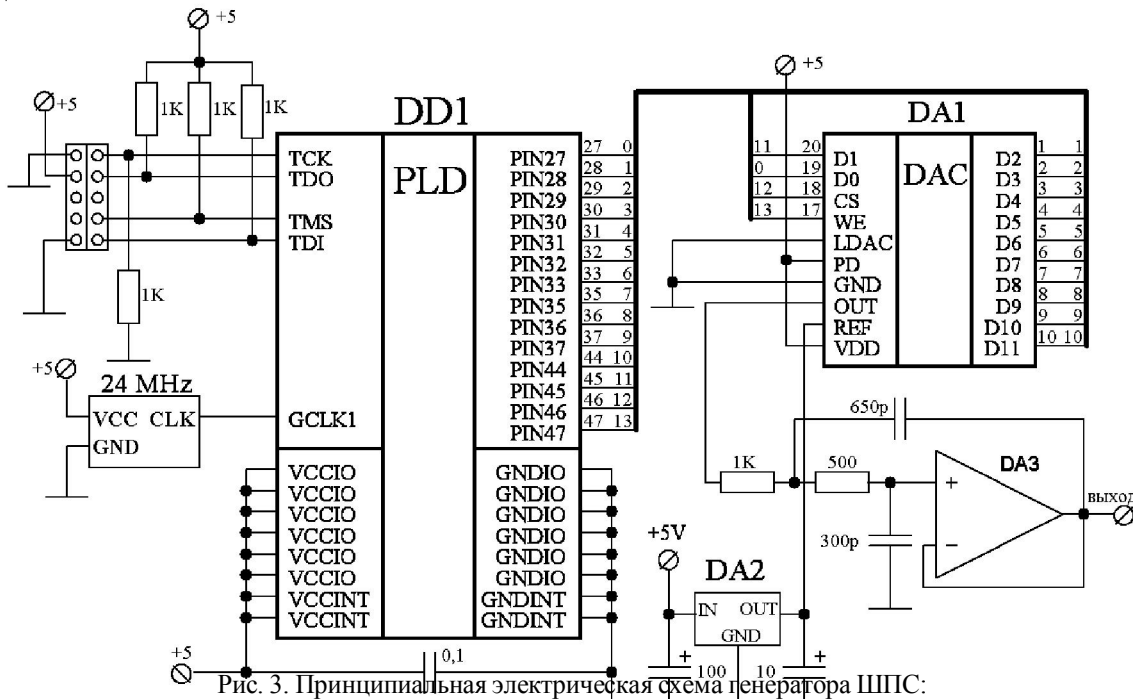 +5
+5
1K
1K
1K
1K
DD1
PLD
TCK
TDO
TMS
TDI
GCLK1
PIN27 27 0
PIN28 28 1
PIN29 29 2
PIN30 30 3
PIN31 31 4
PIN32 32 5
PIN33 33 6
PIN35 35 7
PIN36 36 8
PIN37 37 9
PIN44 44 10
PIN45 45 11
PIN46 46 12
PIN47 47 13
+5
24 MHz
VCC CLK
GND
VCCIO GNDIO
VCCIO GNDIO
VCCIO GNDIO
VCCIO GNDIO
VCCIO GNDIO
VCCIO GNDIO
VCCINT GNDINT
VCCINT GNDINT
+5
0,1
+5
DA1
DAC
11 20 D1
0 19 D0
12 18 CS
13 17 WE
LDAC
PD
GND
OUT
REF
VDD
D2 1 1
D3 2 2
D4 3 3
D5 4 4
D6 5 5
D7 6 6
D8 7 7
D9 8 8
D10 9 9
D11 10 10
650p
1K
500
300p
DA3
+
−
выход
+5V
DA2
IN OUT
GND
+
100
10
+
Рис. 3. Принципиальная электрическая схема генератора ШПС: